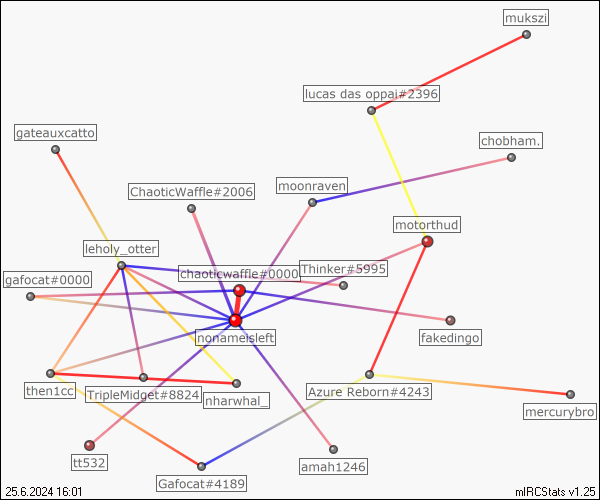 mukszi
lucas das oppai#2396
gateauxcatto
chobham.
ChaoticWaffle#2006
moonraven
motorthud
leholy_otter
chaoticwaffle#0000
Thinker#5995
gafocat#0000
nonameisleft
fakedingo
then1cc
TripleMidget#8824
nharwhal_
Azure Reborn#4243
mercurybro
tt532
Gafocat#4189
amah1246
25.6.2024 16:01
mIRCStats v1.25